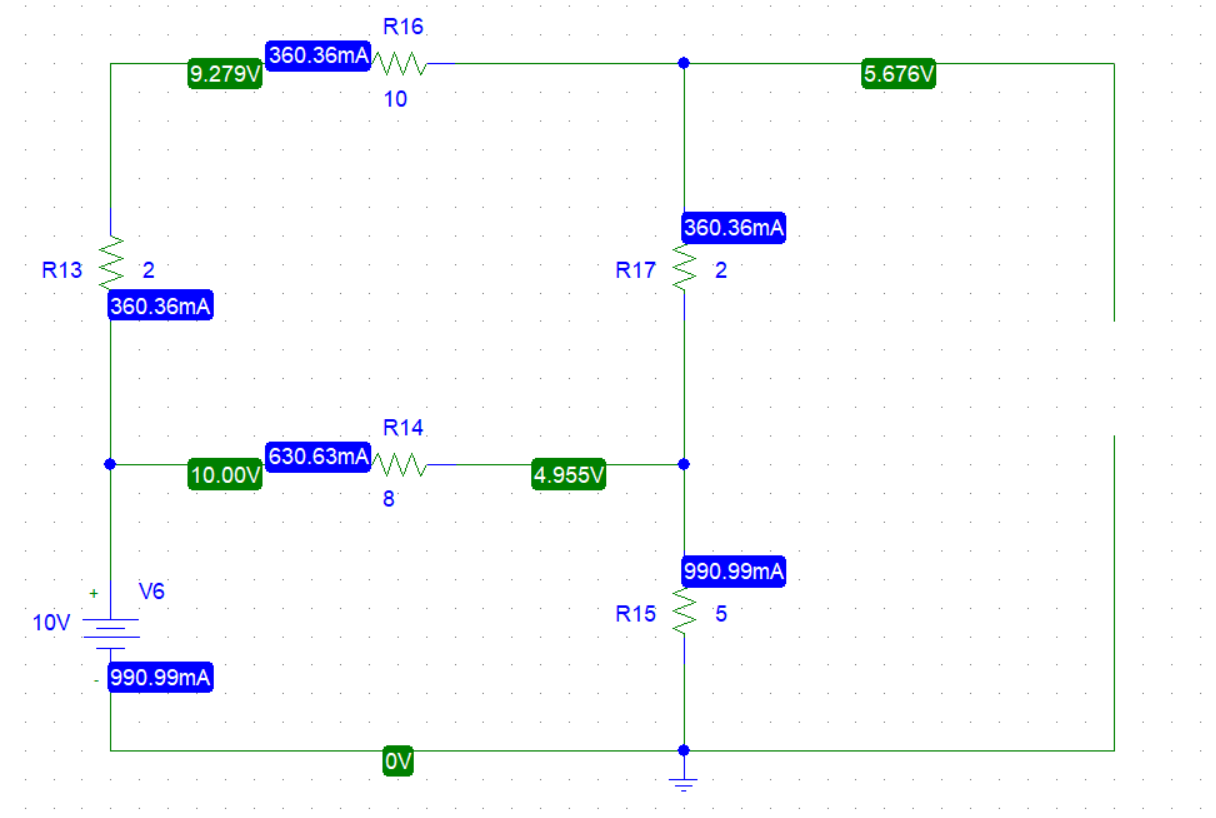 R16
360.36mA
9.279V
5.676V
10
360.36mA
R13 2
R17 2
360.36mA
R14
630.63mA
10.00V
4.955V
8
990.99mA
+ V6
R15 5
10V
- 990.99mA
0V